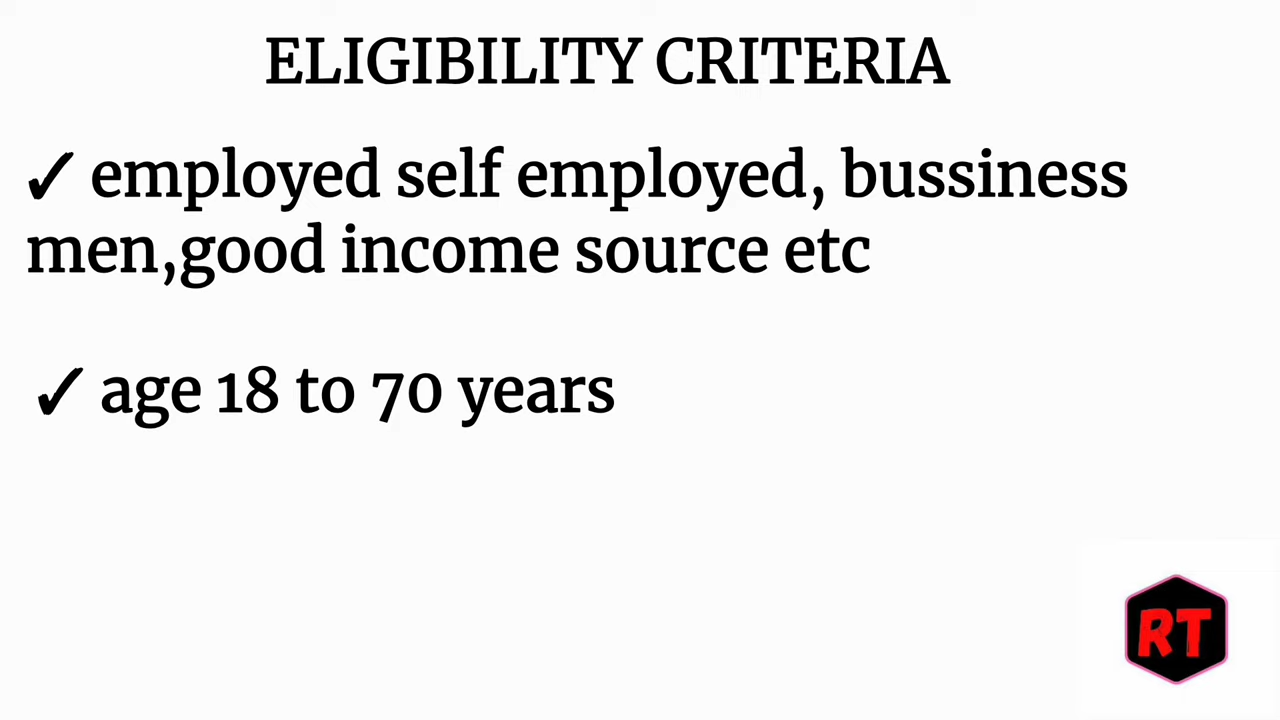 ELIGIBILITY CRITERIA
✓ employed self employed, bussiness
men,good income source etc
✓ age 18 to 70 years
RT